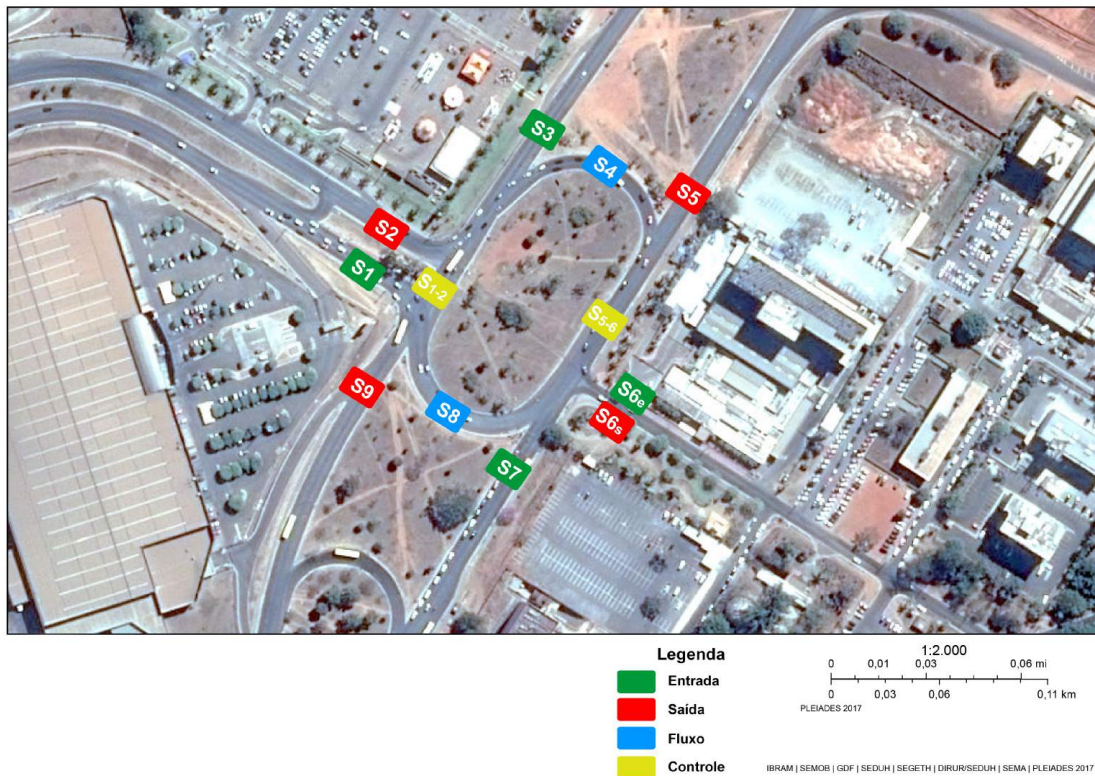 S3
S4
S5
S2
S1
S1-2
S5-6
S9
S8
S6e
S6s
S7
Legenda
Entrada
Saída
Fluxo
Controle
1:2.000
0 0,01 0,03 0,06 mi
0 0,03 0,06 0,11 km
PLEIADES 2017
IBRAM | SEMOB | GDF | SEDUH | SEGETH | DIRUR/SEDUH | SEMA | PLEIADES 2017